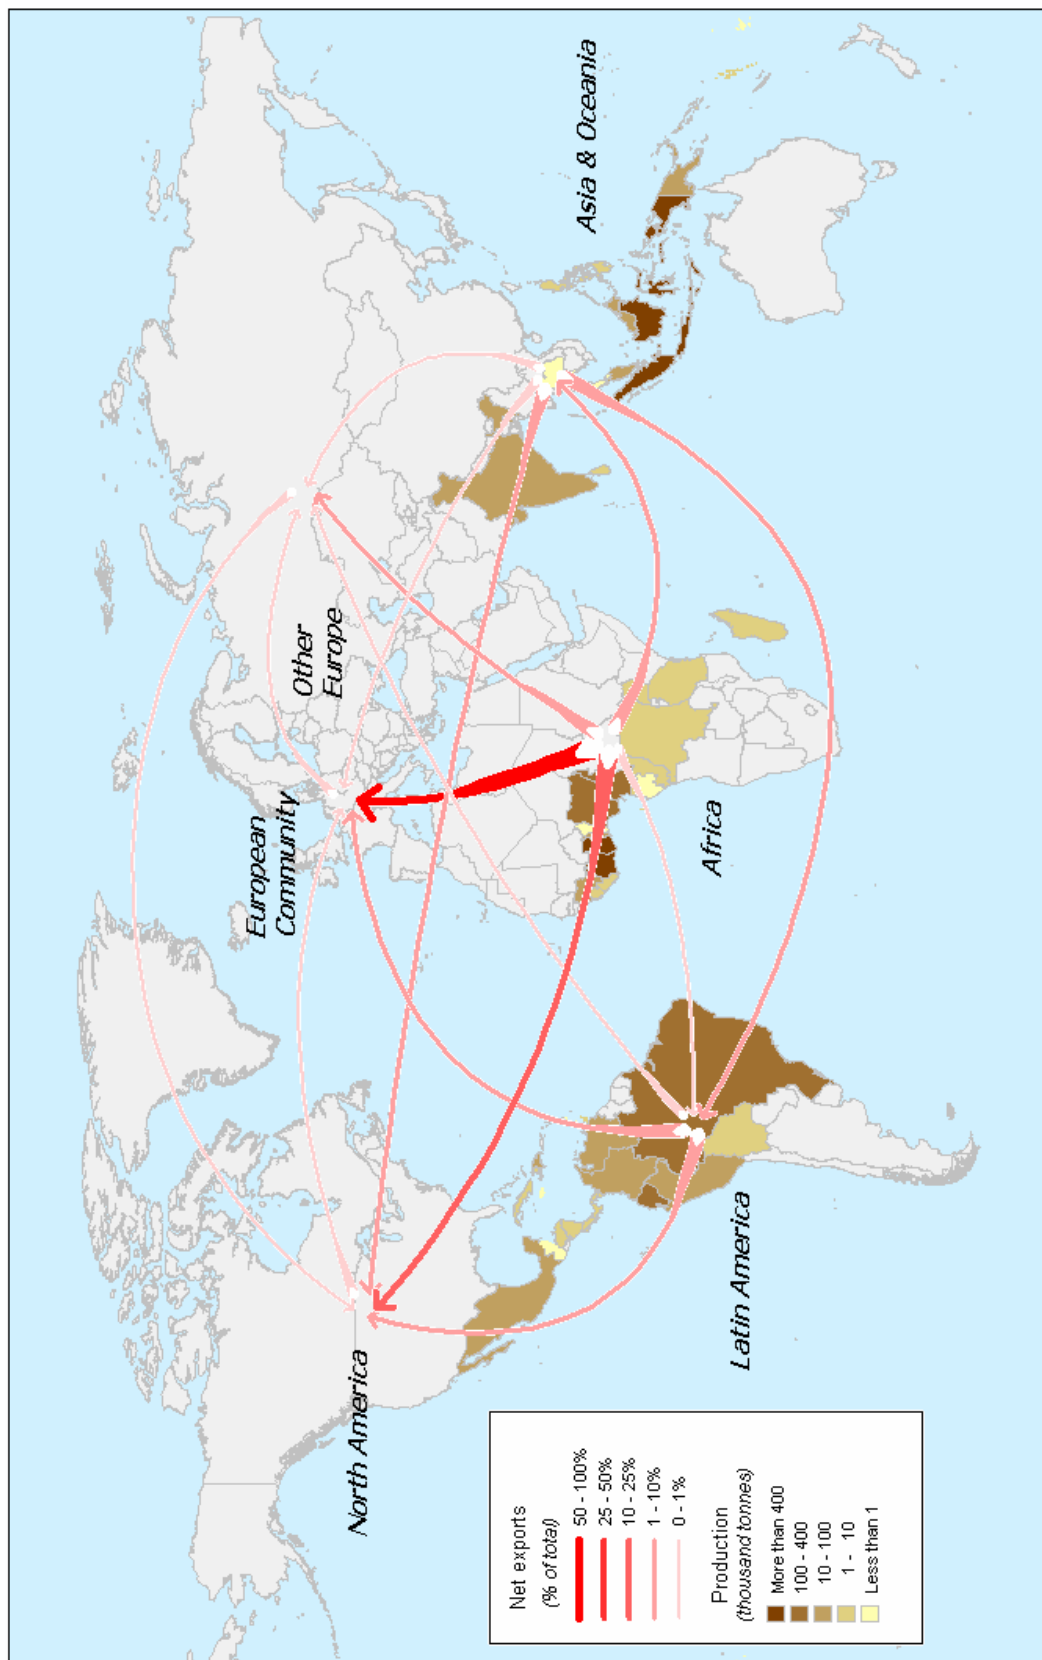 North America
European
Community
Other
Europe
Asia & Oceania
Latin America
Africa
Net exports
(% of total)
50 - 100%
25 - 50%
10 - 25%
1 - 10%
0 - 1%
Production
(thousand tonnes)
More than 400
100 - 400
10 - 100
1 - 10
Less than 1